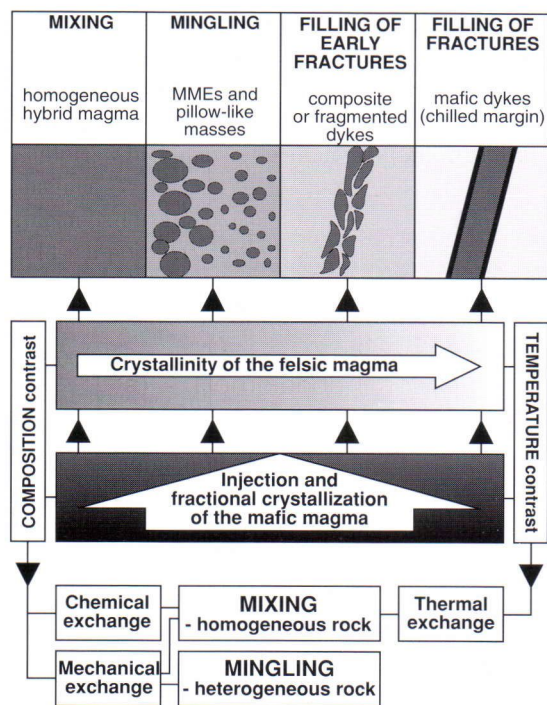 MIXING
homogeneous
hybrid magma
MINGLING
MMEs and
pillow-like
masses
FILLING OF
EARLY
FRACTURES
composite
or fragmented
dykes
FILLING OF
FRACTURES
mafic dykes
(chilled margin)
COMPOSITION contrast
Crystallinity of the felsic magma
TEMPERATURE contrast
Injection and
fractional crystallization
of the mafic magma
Chemical
exchange
MIXING
- homogeneous rock
Thermal
exchange
Mechanical
exchange
MINGLING
- heterogeneous rock